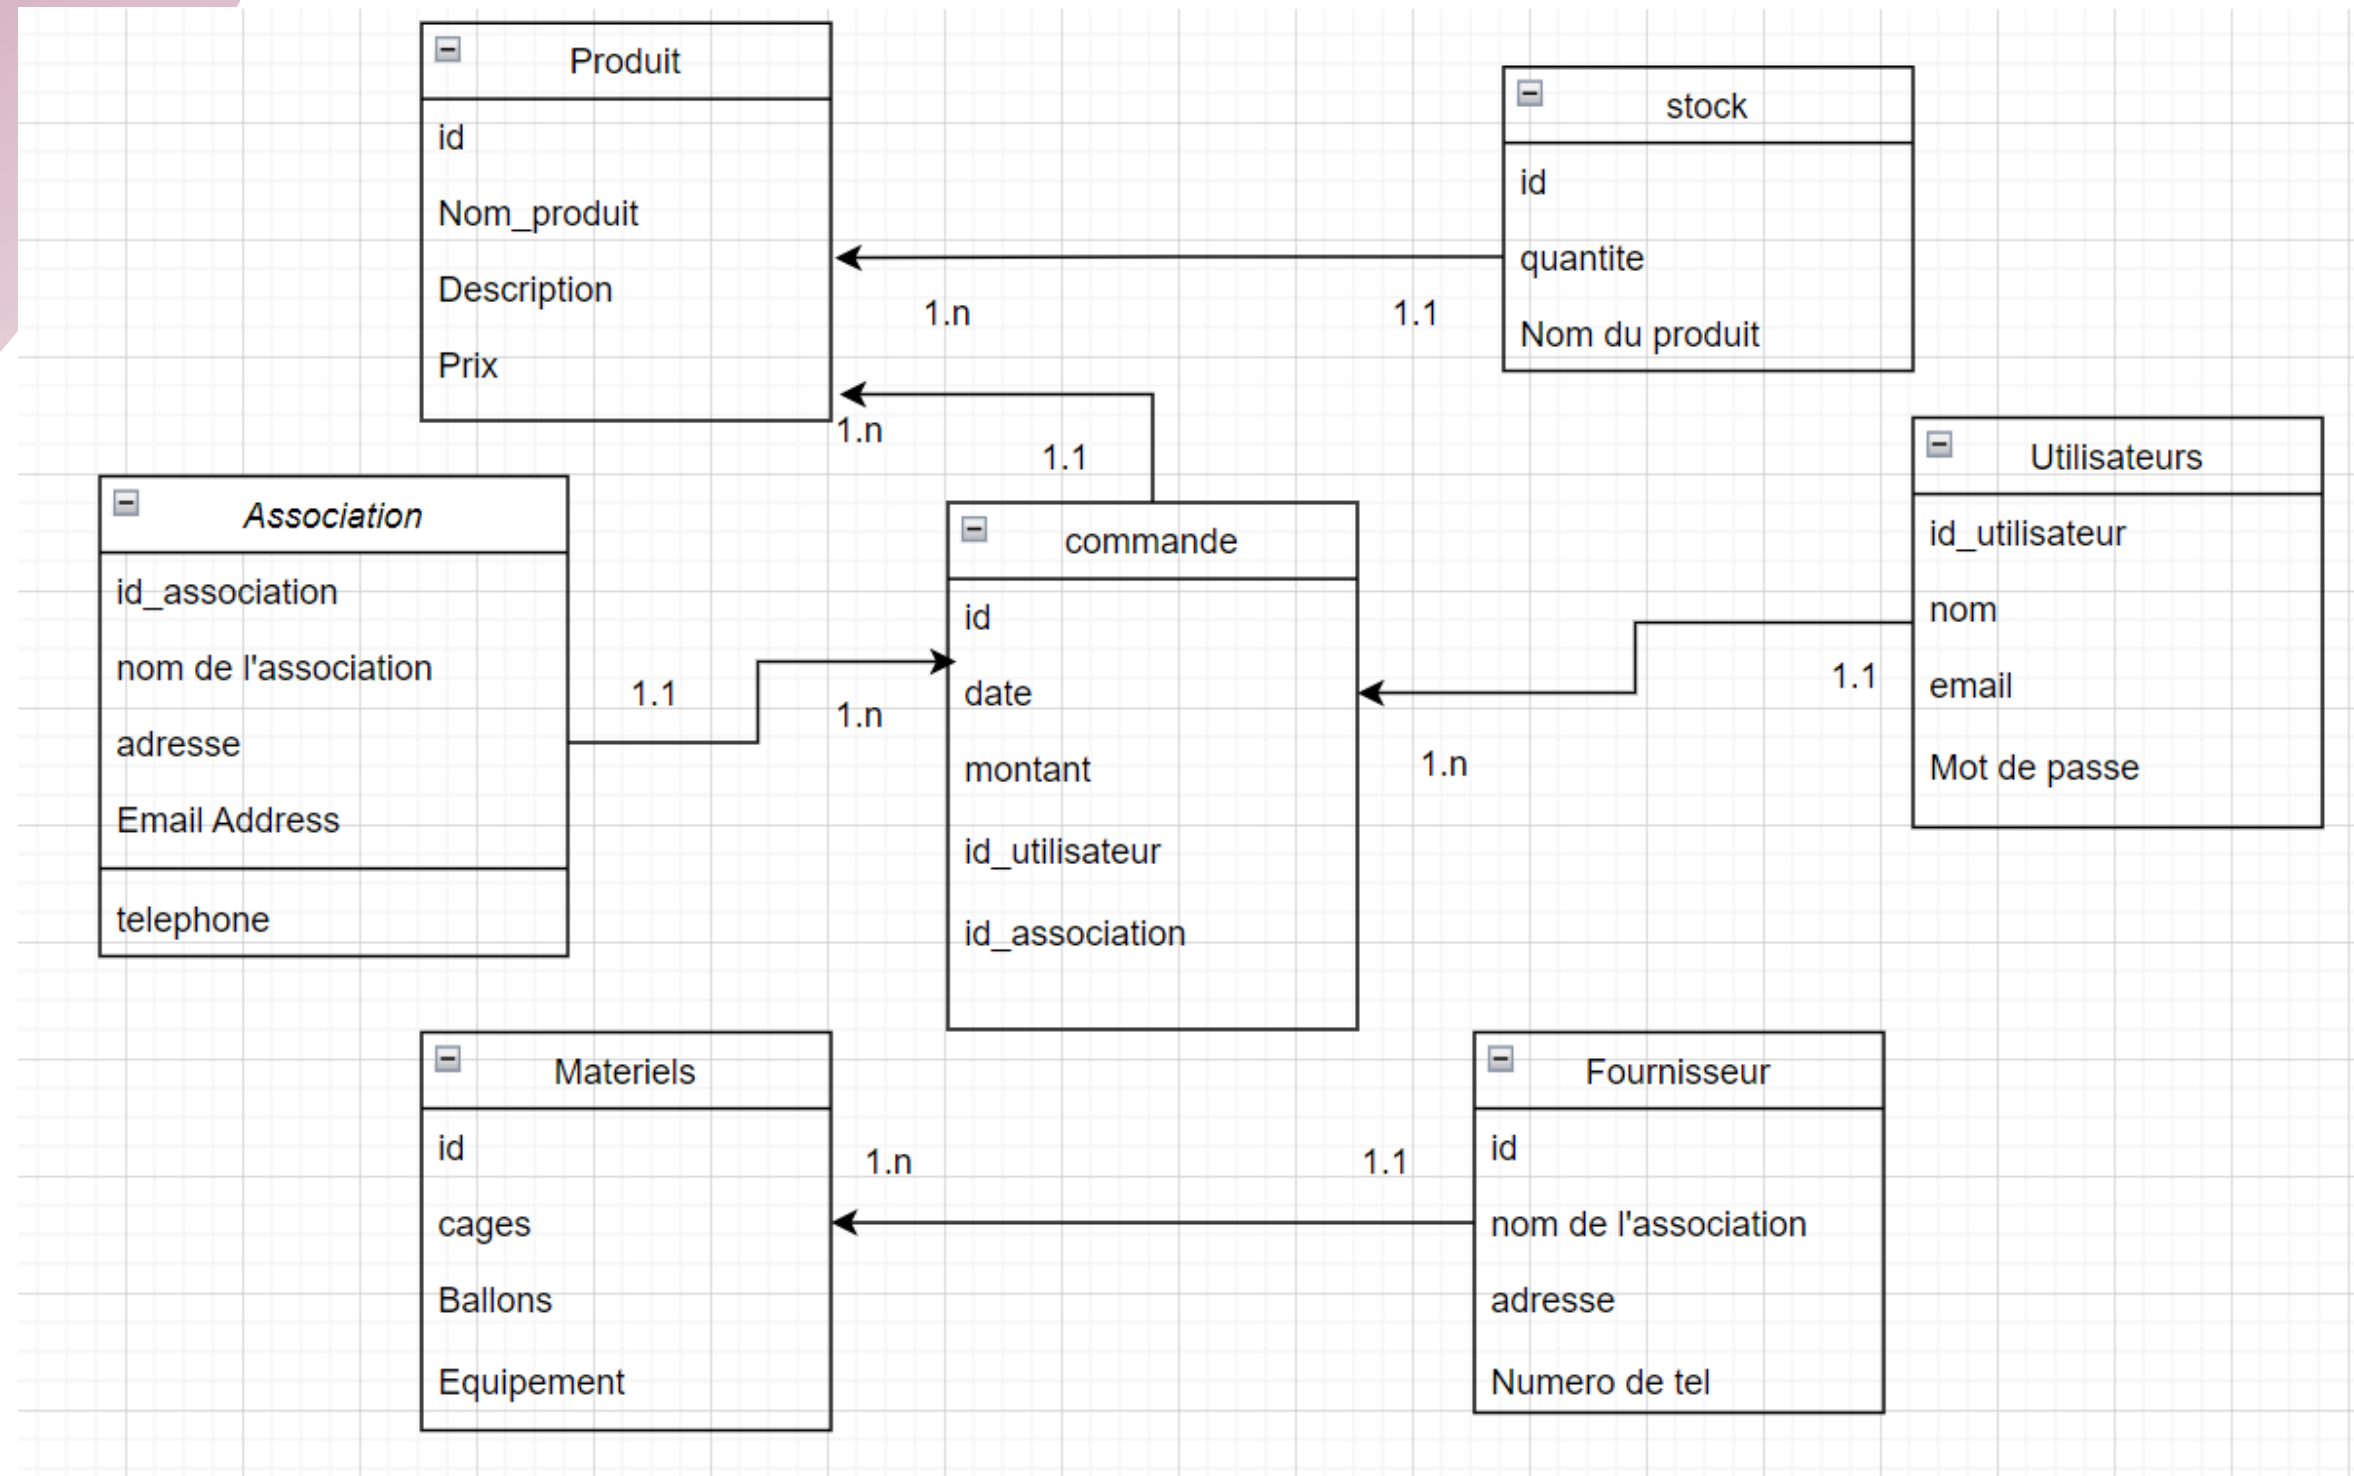 Produit
id
Nom_produit
Description
Prix
stock
id
quantite
Nom du produit
1.n
1.1
1.n
1.1
Utilisateurs
id_utilisateur
nom
email
Mot de passe
Association
id_association
nom de l'association
adresse
Email Address
telephone
1.1
1.n
commande
id
date
montant
id_utilisateur
id_association
1.1
1.n
Materiels
id
cages
Ballons
Equipement
1.n
1.1
Fournisseur
id
nom de l'association
adresse
Numero de tel